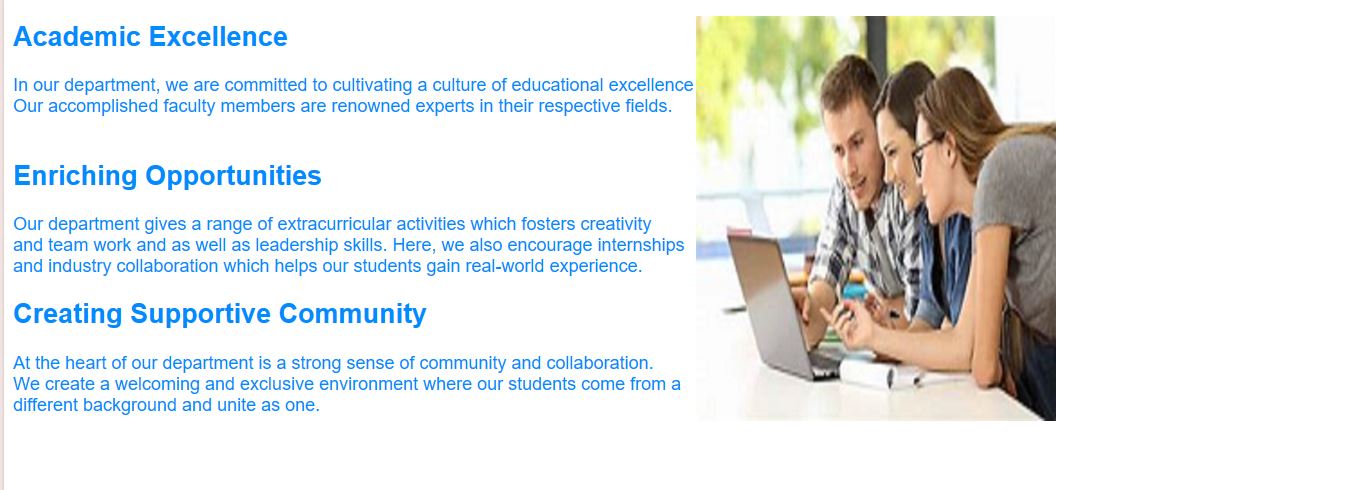 Academic Excellence
In our department, we are committed to cultivating a culture of educational excellence
Our accomplished faculty members are renowned experts in their respective fields.
Enriching Opportunities
Our department gives a range of extracurricular activities which fosters creativity
and team work and as well as leadership skills. Here, we also encourage internships
and industry collaboration which helps our students gain real-world experience.
Creating Supportive Community
At the heart of our department is a strong sense of community and collaboration.
We create a welcoming and exclusive environment where our students come from a
different background and unite as one.